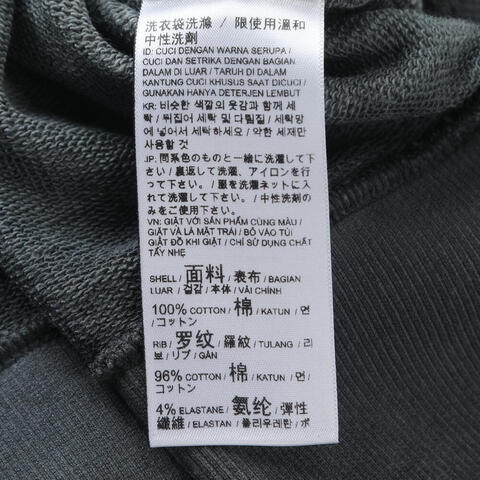 洗衣袋洗滌 / 限使用溫和
中性洗劑
ID: CUCI DENGAN WARNA SERUPA /
CUCI DAN SETRIKA DENGAN BAGIAN
DALAM DI LUAR / TARUH DI DALAM
KANTUNG CUCI KHUSUS SAAT DICUCI /
GUNAKAN HANYA DETERJEN LEMBUT
KR: 비슷한 색깔의 옷감과 함께 세
탁 / 뒤집어 세탁 및 다림질 / 세탁망
에 넣어서 세탁하세요 / 약한 세제만
사용할 것
JP: 同系色のものと一緒に洗濯して下
さい / 裏返して洗濯、アイロンを行
って下さい。 / 服を洗濯ネットに入
れて洗濯して下さい。 / 中性洗剤の
みをご使用下さい。
VN: GIẶT VỚI SẢN PHẨM CÙNG MÀU /
GIẶT VÀ LÀ MẶT TRÁI / BỎ VÀO TÚI
GIẶT ĐỒ KHI GIẶT / CHỈ SỬ DỤNG CHẤT
TẨY NHẸ
SHELL / 面料 / 表布 / BAGIAN
LUAR / 겉감 / 本体 / VẢI CHÍNH
100% COTTON / 棉 / KATUN / 면
/ コットン
RIB / 罗纹 / 羅紋 / TULANG / 리
브 / リブ / GÂN
96% COTTON / 棉 / KATUN / 면
/ コットン
4% ELASTANE / 氨纶 / 彈性
纖維 / ELASTAN / 폴리우레탄 / ポ